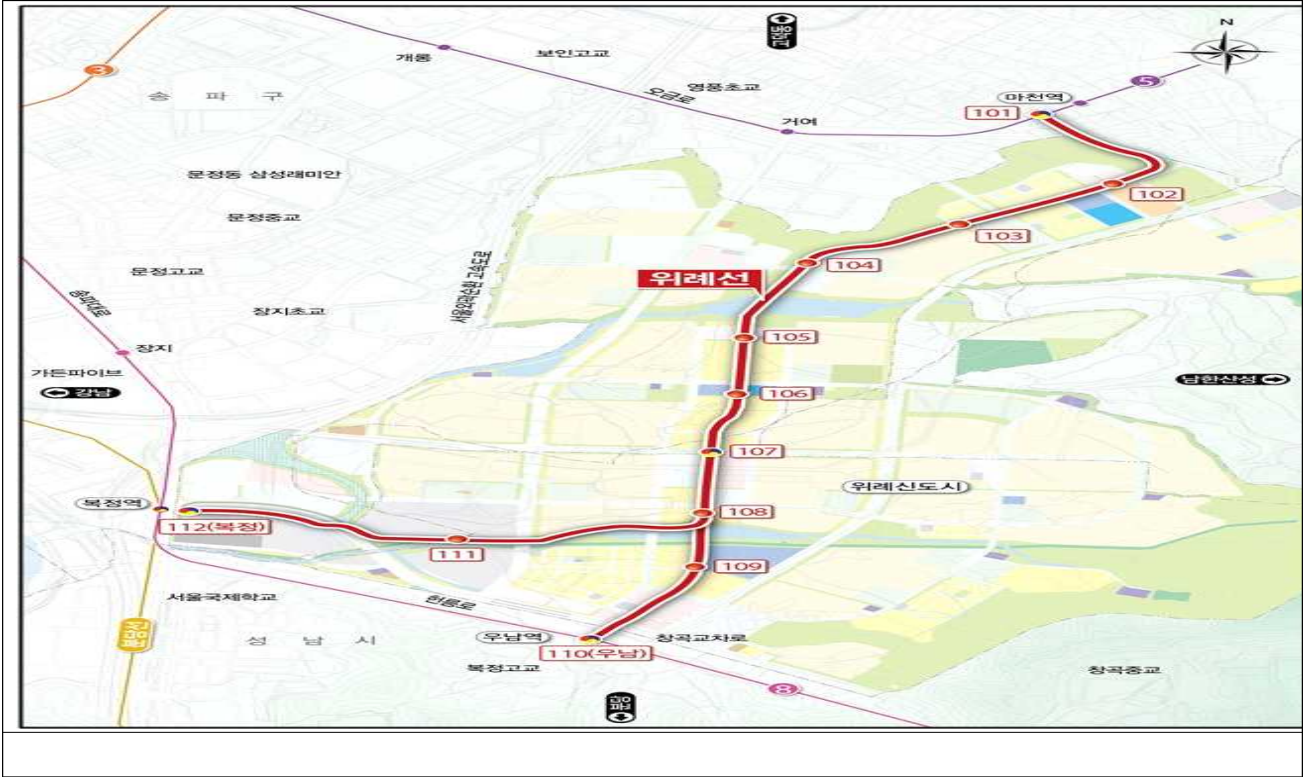 N
개롱
보인고교
3
5
영풍초교
마천역
송 파 구
오금로
101
거여
문정동 삼성래미안
102
문정중교
103
문정고교
104
위례선
서울외곽순환 고속도로
송파대로
장지초교
105
장지
가든파이브
강남
남한산성
106
107
위례신도시
복정역
108
112(복정)
111
109
서울국제학교
헌릉로
성 남 시
우남역
창곡교차로
110(우남)
복정고교
창곡중교
8